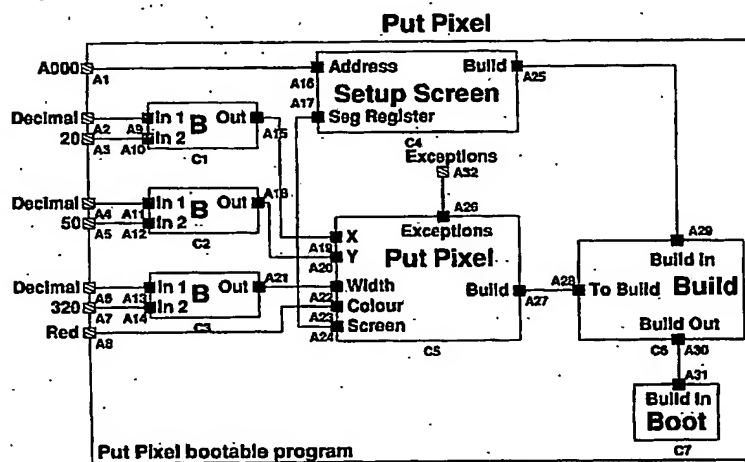 Put Pixel
A000
A1
A16
Address
Build
A25
Setup Screen
A17
Seg Register
C4
Decimal
A2
A9
In 1
B
Out
A15
20
A3
A10
In 2
C1
Exceptions
A32
Decimal
A4
A11
In 1
B
Out
A18
50
A5
A12
In 2
C2
A26
Exceptions
A19
X
Put Pixel
A20
Y
Width
A22
Colour
A23
Screen
A24
Build
A27
C5
Decimal
A6
A13
In 1
B
Out
A21
320
A7
A14
In 2
C3
Red
A8
A29
Build In
A28
To Build
Build
Build Out
C6
A30
A31
Build In
Boot
C7
Put Pixel bootable program